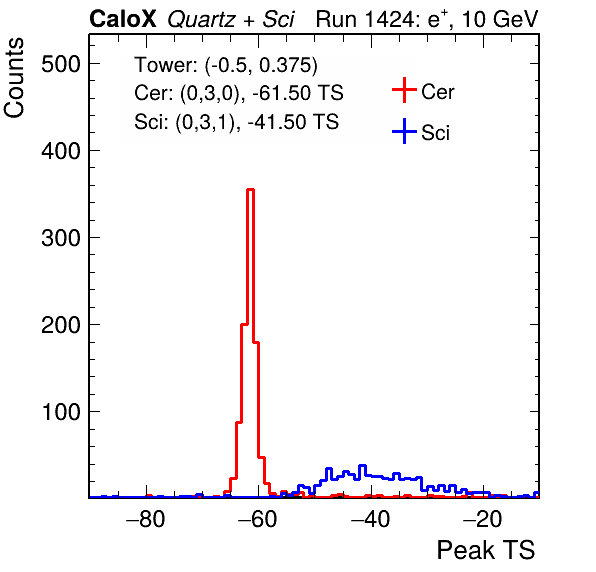 CaloX Quartz + Sci Run 1424: e⁺, 10 GeV
Counts
Tower: (-0.5, 0.375)
Cer: (0,3,0), -61.50 TS
Sci: (0,3,1), -41.50 TS
Cer
Sci
500
400
300
200
100
−80 −60 −40 −20
Peak TS